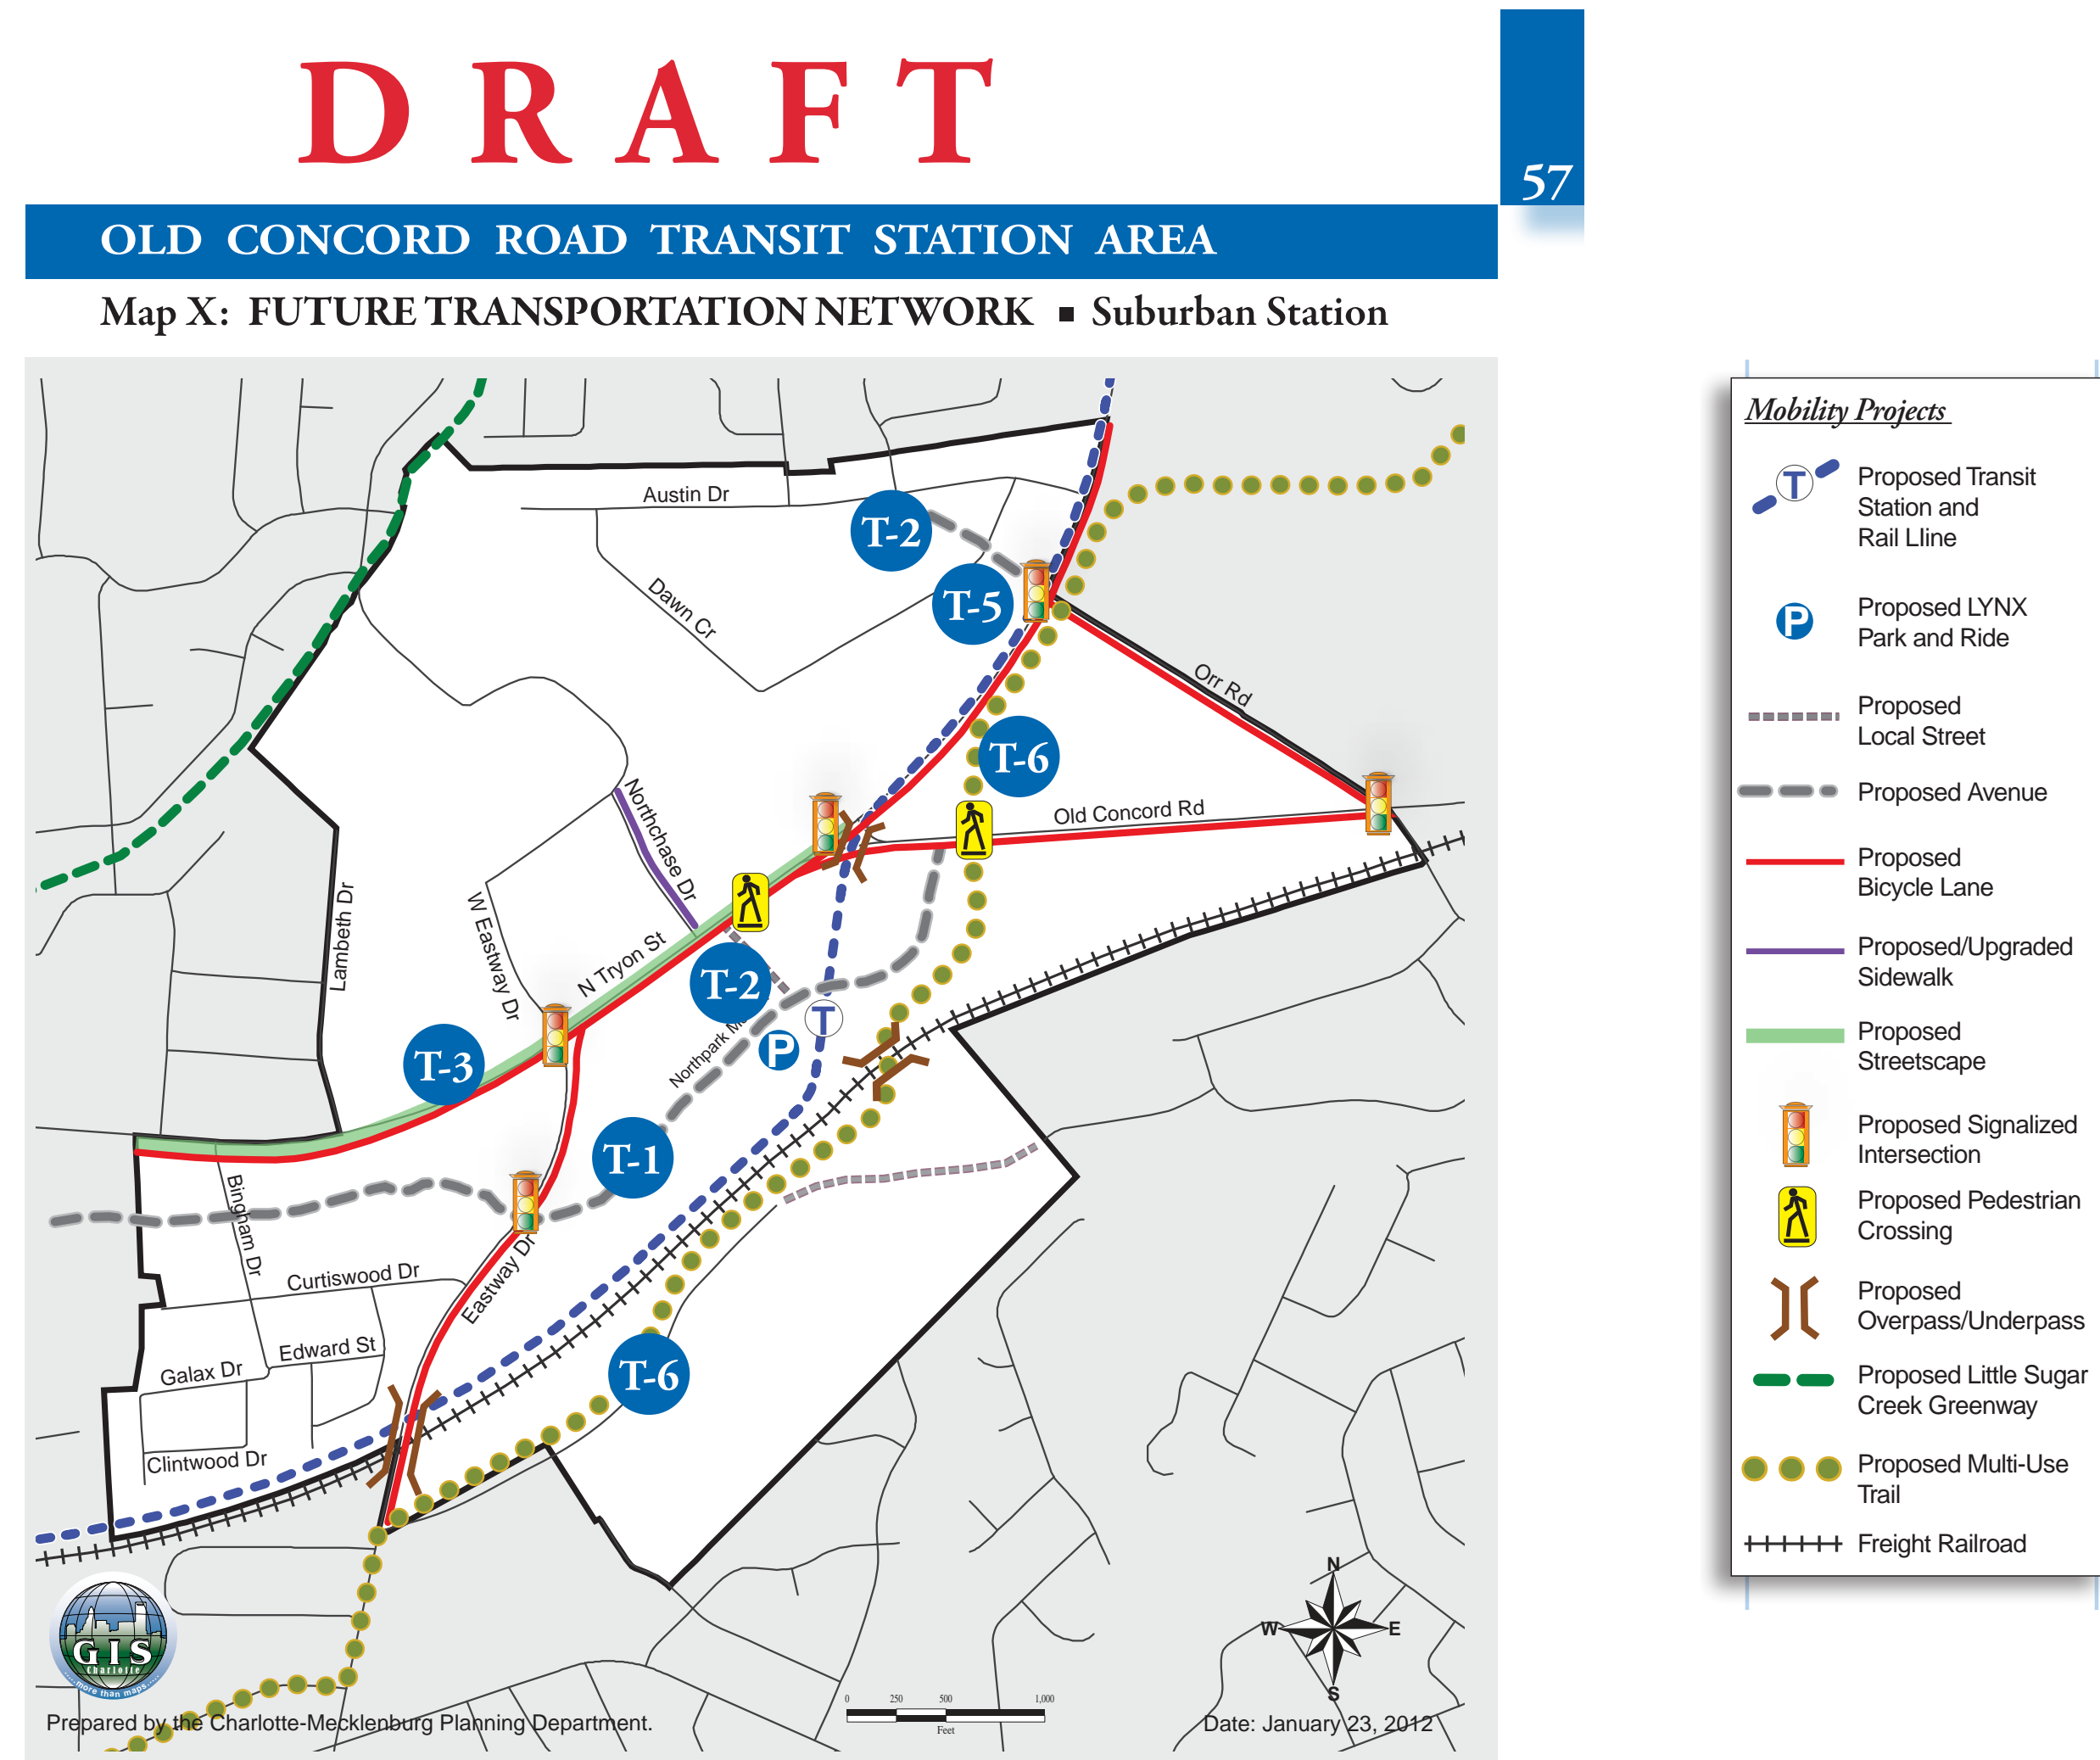 DRAFT
57
OLD CONCORD ROAD TRANSIT STATION AREA
Map X: FUTURE TRANSPORTATION NETWORK ■ Suburban Station
Austin Dr
T-2
Dawn Cr
T-5
Orr Rd
T-6
Northchase Dr
Old Concord Rd
Lambeth Dr
W Eastway Dr
N Tryon St
T-2
T
Northpark
P
T-3
T-1
Bingham Dr
Curtiswood Dr
Eastway Dr
Edward St
Galax Dr
T-6
Clintwood Dr
GIS
Charlotte
...more than maps...
N
W
E
S
0 250 500 1,000
Feet
Prepared by the Charlotte-Mecklenburg Planning Department.
Date: January 23, 2012
Mobility Projects
T
Proposed Transit
Station and
Rail Lline
P
Proposed LYNX
Park and Ride
Proposed
Local Street
Proposed Avenue
Proposed
Bicycle Lane
Proposed/Upgraded
Sidewalk
Proposed
Streetscape
Proposed Signalized
Intersection
Proposed Pedestrian
Crossing
Proposed
Overpass/Underpass
Proposed Little Sugar
Creek Greenway
Proposed Multi-Use
Trail
Freight Railroad